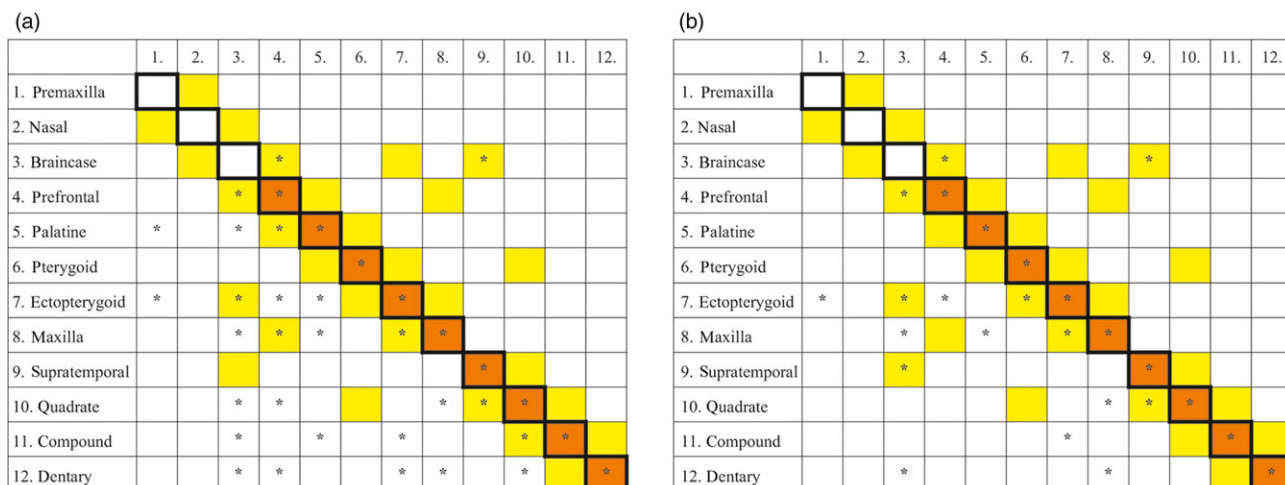 (a)
1. 2. 3. 4. 5. 6. 7. 8. 9. 10. 11. 12.
1. Premaxilla
2. Nasal
3. Braincase * *
4. Prefrontal * *
5. Palatine * * * *
6. Pterygoid *
7. Ectopterygoid * * * * *
8. Maxilla * * * * *
9. Supratemporal *
10. Quadrate * * * * *
11. Compound * * * * *
12. Dentary * * * * * *
(b)
1. 2. 3. 4. 5. 6. 7. 8. 9. 10. 11. 12.
1. Premaxilla
2. Nasal
3. Braincase * *
4. Prefrontal * *
5. Palatine *
6. Pterygoid *
7. Ectopterygoid * * * * *
8. Maxilla * * * *
9. Supratemporal * *
10. Quadrate * * *
11. Compound * *
12. Dentary * * *